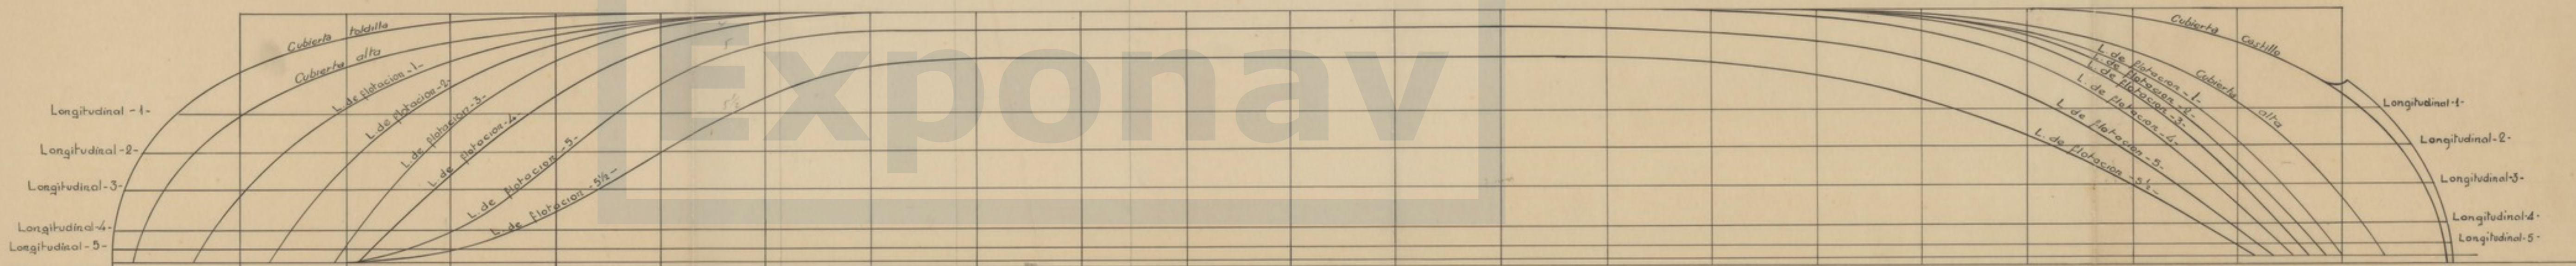 Cubierta toldilla
Cubierta alta
L. de flotacion -1-
L. de flotacion -2-
L. de flotacion -3-
L. de flotacion -4-
L. de flotacion -5-
L. de flotacion -5½-
Longitudinal -1-
Longitudinal -2-
Longitudinal -3-
Longitudinal -4-
Longitudinal -5-
Exponav
Cubierta Castillo
Cubierta alta
L. de flotacion -1-
L. de flotacion -2-
L. de flotacion -3-
L. de flotacion -4-
L. de flotacion -5-
L. de flotacion -5½-
Longitudinal -1-
Longitudinal -2-
Longitudinal -3-
Longitudinal -4-
Longitudinal -5-